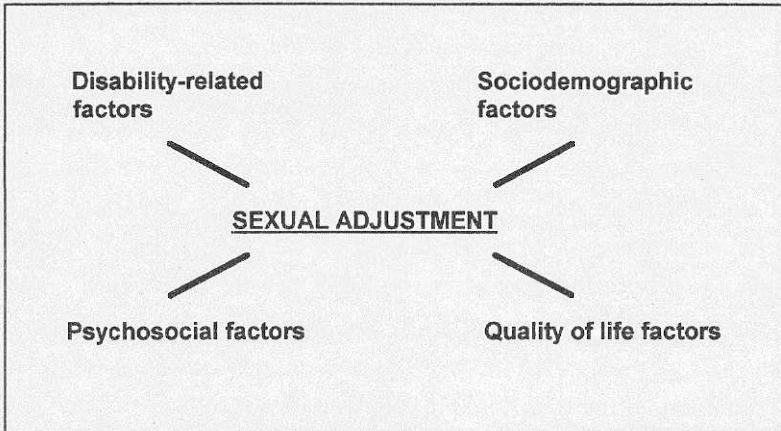 Disability-related
factors
Sociodemographic
factors
SEXUAL ADJUSTMENT
Psychosocial factors
Quality of life factors